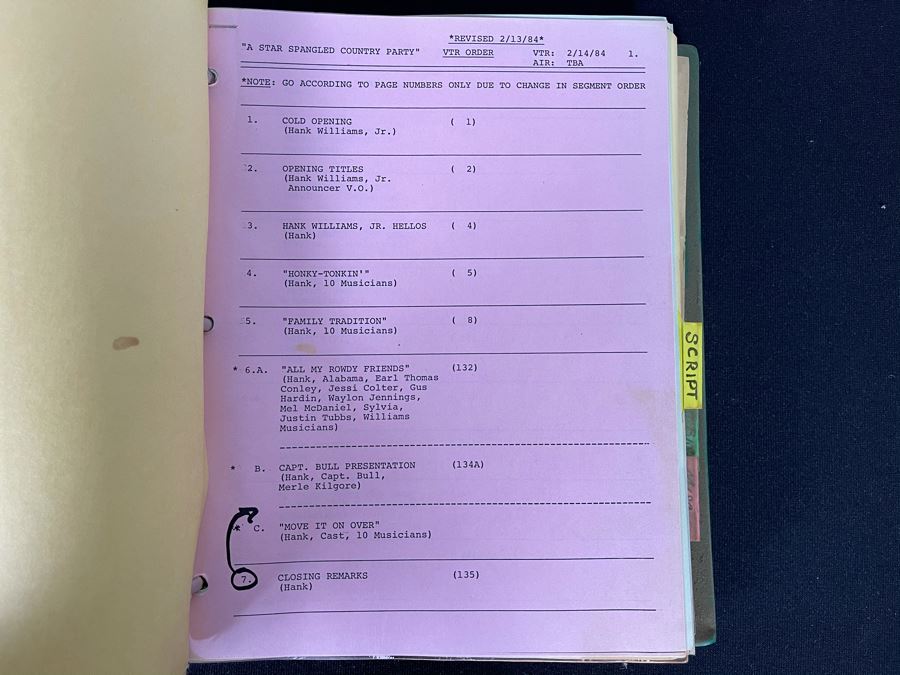 *REVISED 2/13/84*
"A STAR SPANGLED COUNTRY PARTY" VTR ORDER VTR: 2/14/84 1.
AIR: TBA
*NOTE: GO ACCORDING TO PAGE NUMBERS ONLY DUE TO CHANGE IN SEGMENT ORDER
1. COLD OPENING ( 1)
(Hank Williams, Jr.)
2. OPENING TITLES ( 2)
(Hank Williams, Jr.
Announcer V.O.)
3. HANK WILLIAMS, JR. HELLOS ( 4)
(Hank)
4. "HONKY-TONKIN'" ( 5)
(Hank, 10 Musicians)
5. "FAMILY TRADITION" ( 8)
(Hank, 10 Musicians)
* 6.A. "ALL MY ROWDY FRIENDS" (132)
(Hank, Alabama, Earl Thomas
Conley, Jessi Colter, Gus
Hardin, Waylon Jennings,
Mel McDaniel, Sylvia,
Justin Tubbs, Williams
Musicians)
* B. CAPT. BULL PRESENTATION (134A)
(Hank, Capt. Bull,
Merle Kilgore)
* C. "MOVE IT ON OVER"
(Hank, Cast, 10 Musicians)
7. CLOSING REMARKS (135)
(Hank)
SCRIPT